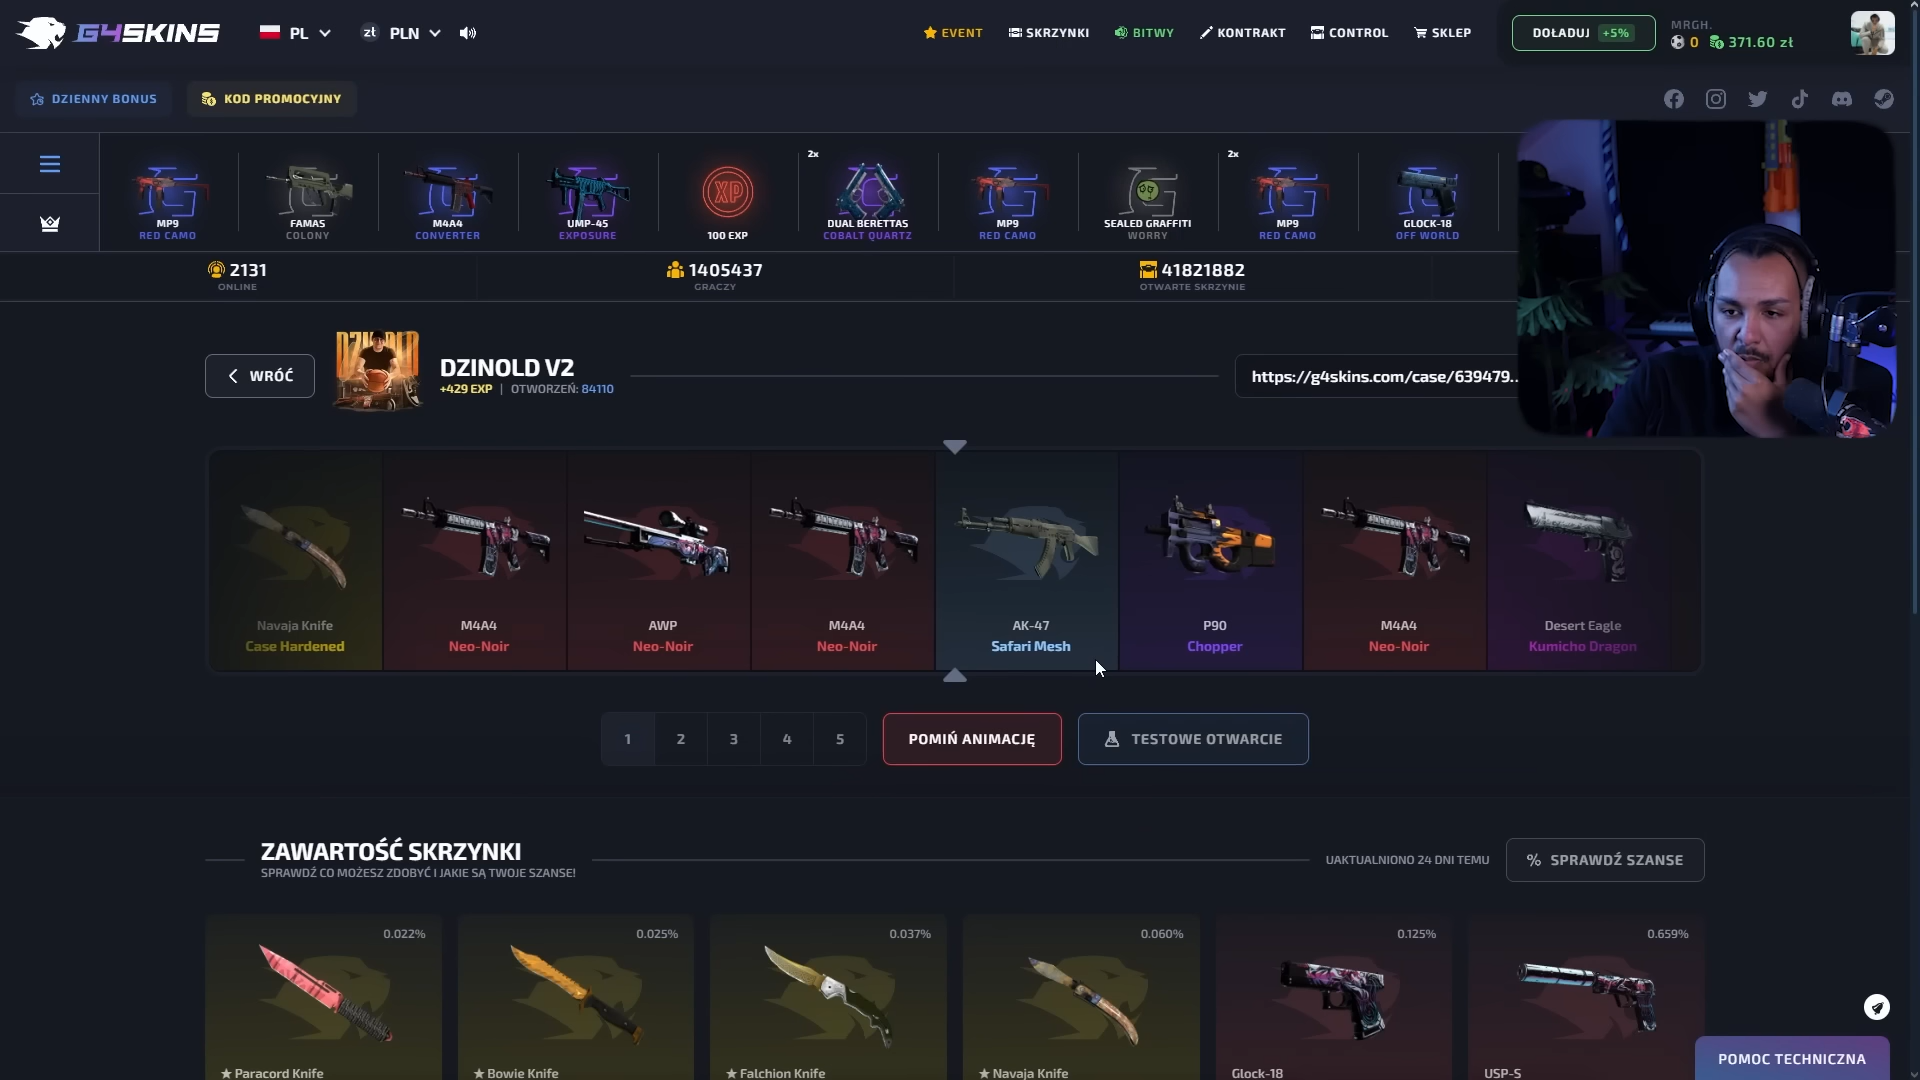 G4SKINS
PL
zł PLN
EVENT
SKRZYNKI
BITWY
KONTRAKT
CONTROL
SKLEP
DOŁADUJ +5%
MRGH.
0
371.60 zł
DZIENNY BONUS
KOD PROMOCYJNY
MP9
RED CAMO
FAMAS
COLONY
M4A4
CONVERTER
UMP-45
EXPOSURE
XP
100 EXP
2x
DUAL BERETTAS
COBALT QUARTZ
MP9
RED CAMO
SEALED GRAFFITI
WORRY
2x
MP9
RED CAMO
GLOCK-18
OFF WORLD
2131
ONLINE
1405437
GRACZY
41821882
OTWARTE SKRZYNIE
WRÓĆ
DZINOLD
DZINOLD V2
+429 EXP | OTWORZEŃ: 84110
https://g4skins.com/case/639479...
Navaja Knife
Case Hardened
M4A4
Neo-Noir
AWP
Neo-Noir
M4A4
Neo-Noir
AK-47
Safari Mesh
P90
Chopper
M4A4
Neo-Noir
Desert Eagle
Kumicho Dragon
1
2
3
4
5
POMIŃ ANIMACJĘ
TESTOWE OTWARCIE
ZAWARTOŚĆ SKRZYNKI
SPRAWDŹ CO MOŻESZ ZDOBYĆ I JAKIE SĄ TWOJE SZANSE!
UAKTUALNIONO 24 DNI TEMU
% SPRAWDŹ SZANSE
0.022%
★ Paracord Knife
0.025%
★ Bowie Knife
0.037%
★ Falchion Knife
0.060%
★ Navaja Knife
0.125%
Glock-18
0.659%
USP-S
POMOC TECHNICZNA